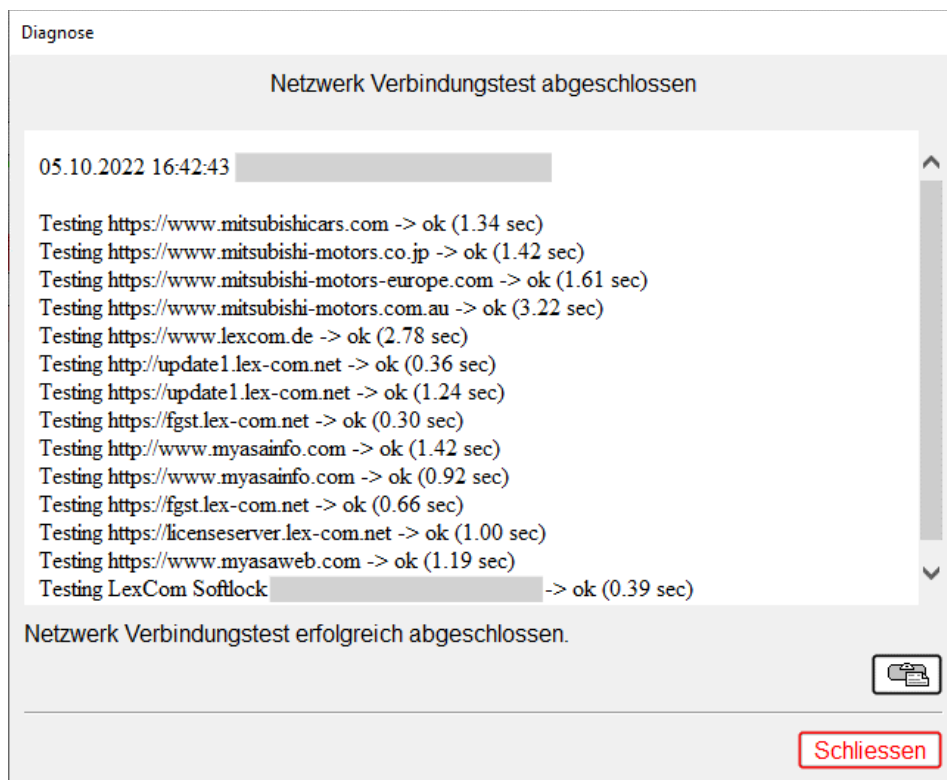 Diagnose
Netzwerk Verbindungstest abgeschlossen
05.10.2022 16:42:43
Testing https://www.mitsubishicars.com -> ok (1.34 sec)
Testing https://www.mitsubishi-motors.co.jp -> ok (1.42 sec)
Testing https://www.mitsubishi-motors-europe.com -> ok (1.61 sec)
Testing https://www.mitsubishi-motors.com.au -> ok (3.22 sec)
Testing https://www.lexcom.de -> ok (2.78 sec)
Testing http://update1.lex-com.net -> ok (0.36 sec)
Testing https://update1.lex-com.net -> ok (1.24 sec)
Testing https://fgst.lex-com.net -> ok (0.30 sec)
Testing http://www.myasainfo.com -> ok (1.42 sec)
Testing https://www.myasainfo.com -> ok (0.92 sec)
Testing https://fgst.lex-com.net -> ok (0.66 sec)
Testing https://licenseserver.lex-com.net -> ok (1.00 sec)
Testing https://www.myasaweb.com -> ok (1.19 sec)
Testing LexCom Softlock -> ok (0.39 sec)
Netzwerk Verbindungstest erfolgreich abgeschlossen.
Schliessen